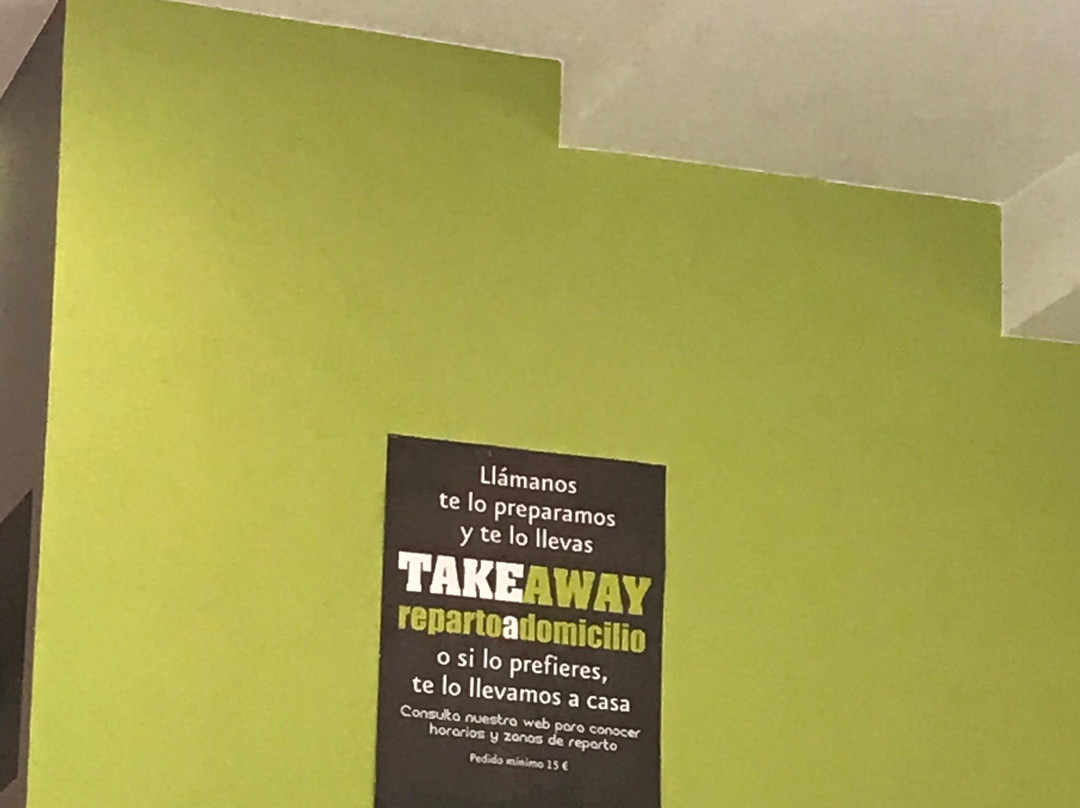 Llámanos
te lo preparamos
y te lo llevas
TAKEAWAY
repartoadomicilio
o si lo prefieres,
te lo llevamos a casa
Consulta nuestra web para conocer
horarios y zonas de reparto
Pedido mínimo 15 €